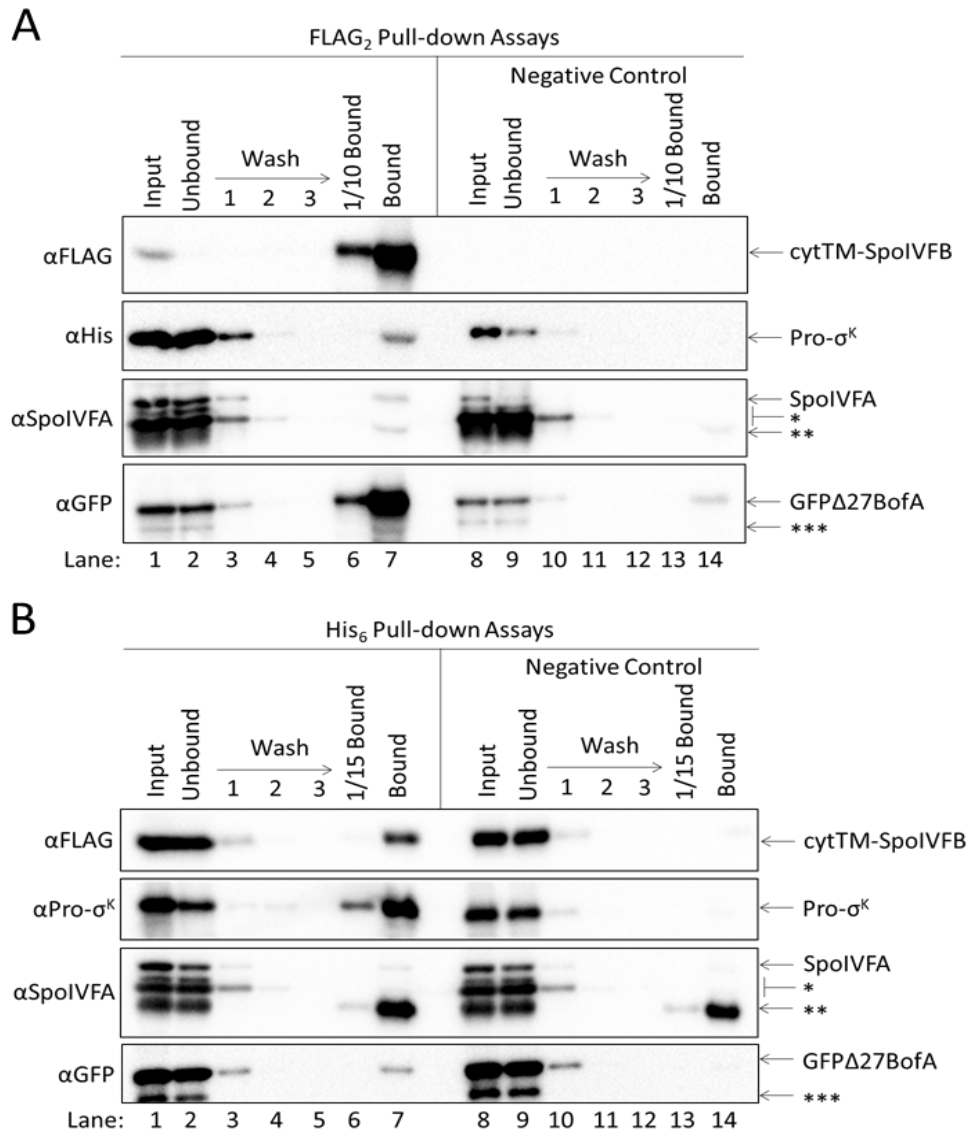 A
FLAG₂ Pull-down Assays
Negative Control
Input
Unbound
Wash
1 2 3
1/10 Bound
Bound
Input
Unbound
Wash
1 2 3
1/10 Bound
Bound
αFLAG
cytTM-SpoIVFB
αHis
Pro-σᴷ
αSpoIVFA
SpoIVFA
*
**
αGFP
GFPΔ27BofA
***
Lane: 1 2 3 4 5 6 7 8 9 10 11 12 13 14
B
His₆ Pull-down Assays
Negative Control
Input
Unbound
Wash
1 2 3
1/15 Bound
Bound
Input
Unbound
Wash
1 2 3
1/15 Bound
Bound
αFLAG
cytTM-SpoIVFB
αPro-σᴷ
Pro-σᴷ
αSpoIVFA
SpoIVFA
*
**
αGFP
GFPΔ27BofA
***
Lane: 1 2 3 4 5 6 7 8 9 10 11 12 13 14